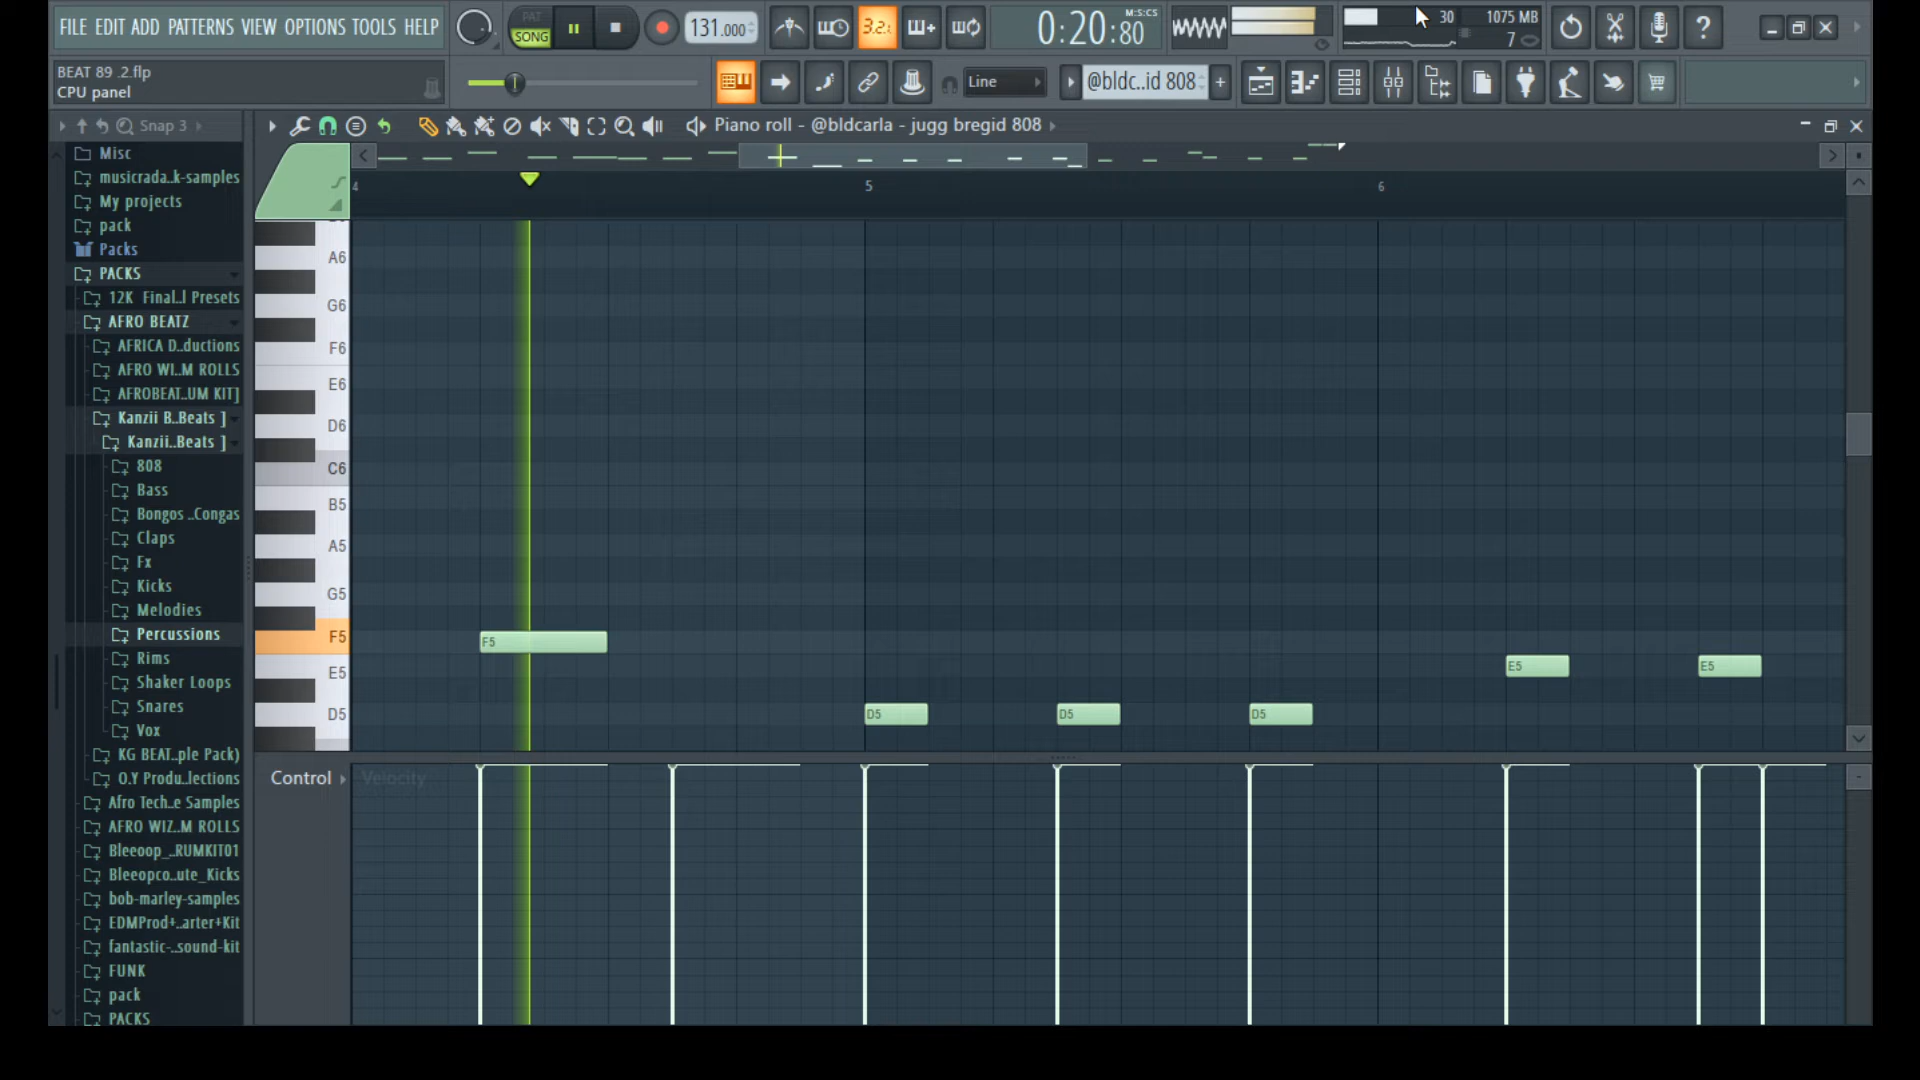 FILE EDIT ADD PATTERNS VIEW OPTIONS TOOLS HELP
PAT
SONG
131.000
3.2.
0:20:80
M:S:CS
30
1075 MB
7
?
BEAT 89 .2.flp
CPU panel
Line
@bldc..id 808
+
Snap 3
Piano roll - @bldcarla - jugg bregid 808
Misc
musicrada..k-samples
My projects
pack
Packs
PACKS
12K Final..l Presets
AFRO BEATZ
AFRICA D..ductions
AFRO WI..M ROLLS
AFROBEAT..UM KIT]
Kanzii B..Beats ]
Kanzii..Beats ]
808
Bass
Bongos ..Congas
Claps
Fx
Kicks
Melodies
Percussions
Rims
Shaker Loops
Snares
Vox
KG BEAT..ple Pack)
O.Y Produ..lections
Afro Tech..e Samples
AFRO WIZ..M ROLLS
Bleeoop_..RUMKIT01
Bleeopco..ute_Kicks
bob-marley-samples
EDMProd+..arter+Kit
fantastic-..sound-kit
FUNK
pack
PACKS
4
5
6
A6
G6
F6
E6
D6
C6
B5
A5
G5
F5
E5
D5
F5
D5
D5
D5
E5
E5
Control
Velocity